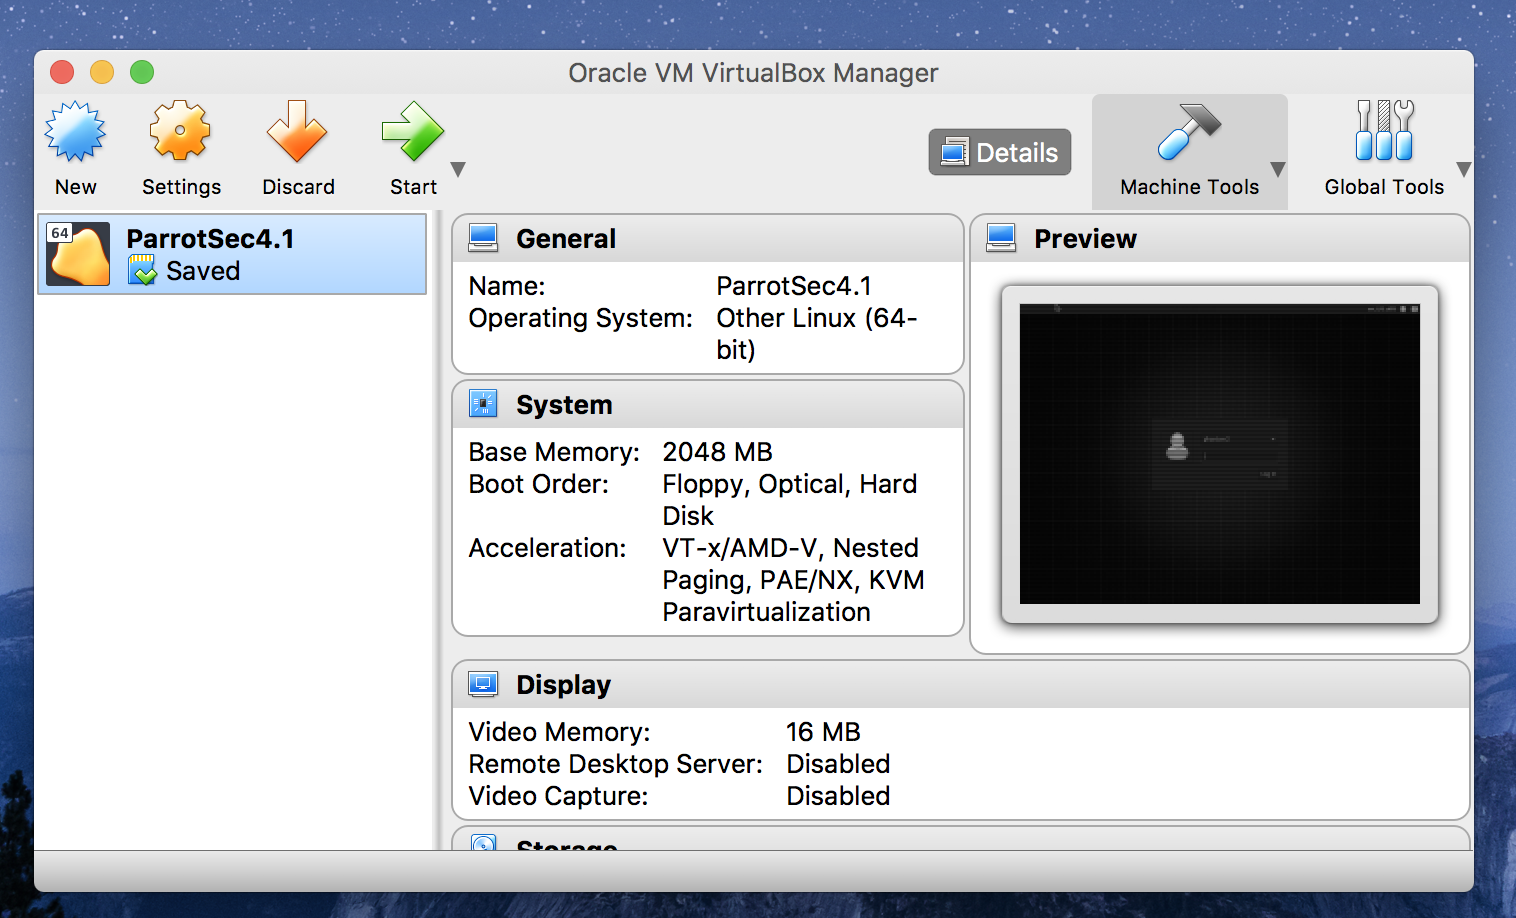 Oracle VM VirtualBox Manager
New
Settings
Discard
Start
Details
Machine Tools
Global Tools
64
ParrotSec4.1
Saved
General
Name: ParrotSec4.1
Operating System: Other Linux (64-
bit)
Preview
Log In
System
Base Memory: 2048 MB
Boot Order: Floppy, Optical, Hard
Disk
Acceleration: VT-x/AMD-V, Nested
Paging, PAE/NX, KVM
Paravirtualization
Display
Video Memory: 16 MB
Remote Desktop Server: Disabled
Video Capture: Disabled
Storage